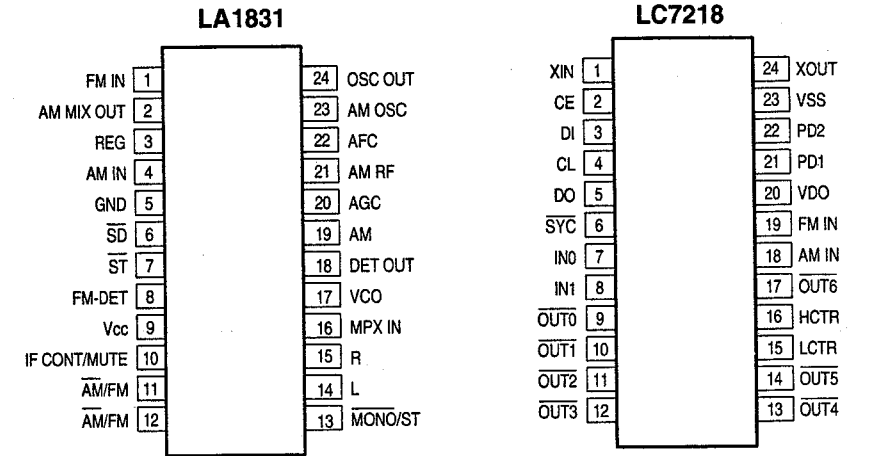 LA1831
FM IN 1
AM MIX OUT 2
REG 3
AM IN 4
GND 5
SD 6
ST 7
FM-DET 8
Vcc 9
IF CONT/MUTE 10
AM/FM 11
AM/FM 12
24 OSC OUT
23 AM OSC
22 AFC
21 AM RF
20 AGC
19 AM
18 DET OUT
17 VCO
16 MPX IN
15 R
14 L
13 MONO/ST
LC7218
XIN 1
CE 2
DI 3
CL 4
DO 5
SYC 6
IN0 7
IN1 8
OUT0 9
OUT1 10
OUT2 11
OUT3 12
24 XOUT
23 VSS
22 PD2
21 PD1
20 VDO
19 FM IN
18 AM IN
17 OUT6
16 HCTR
15 LCTR
14 OUT5
13 OUT4